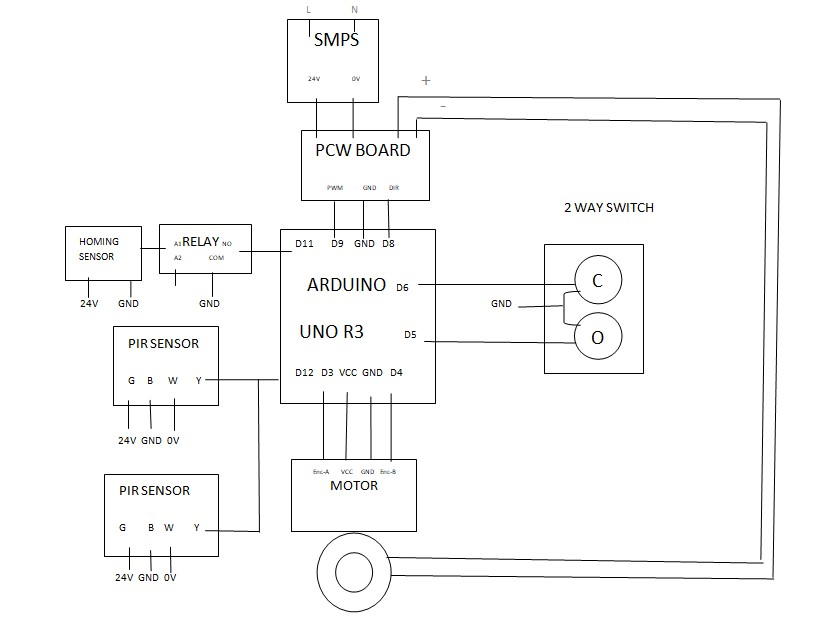 L N
SMPS
24V 0V
+
-
PCW BOARD
PWM GND DIR
2 WAY SWITCH
HOMING
SENSOR
24V GND
A1 RELAY NO
A2 COM
GND
D11 D9 GND D8
ARDUINO D6
UNO R3 D5
D12 D3 VCC GND D4
C
GND
O
PIR SENSOR
G B W Y
24V GND 0V
PIR SENSOR
G B W Y
24V GND 0V
Enc-A VCC GND Enc-B
MOTOR